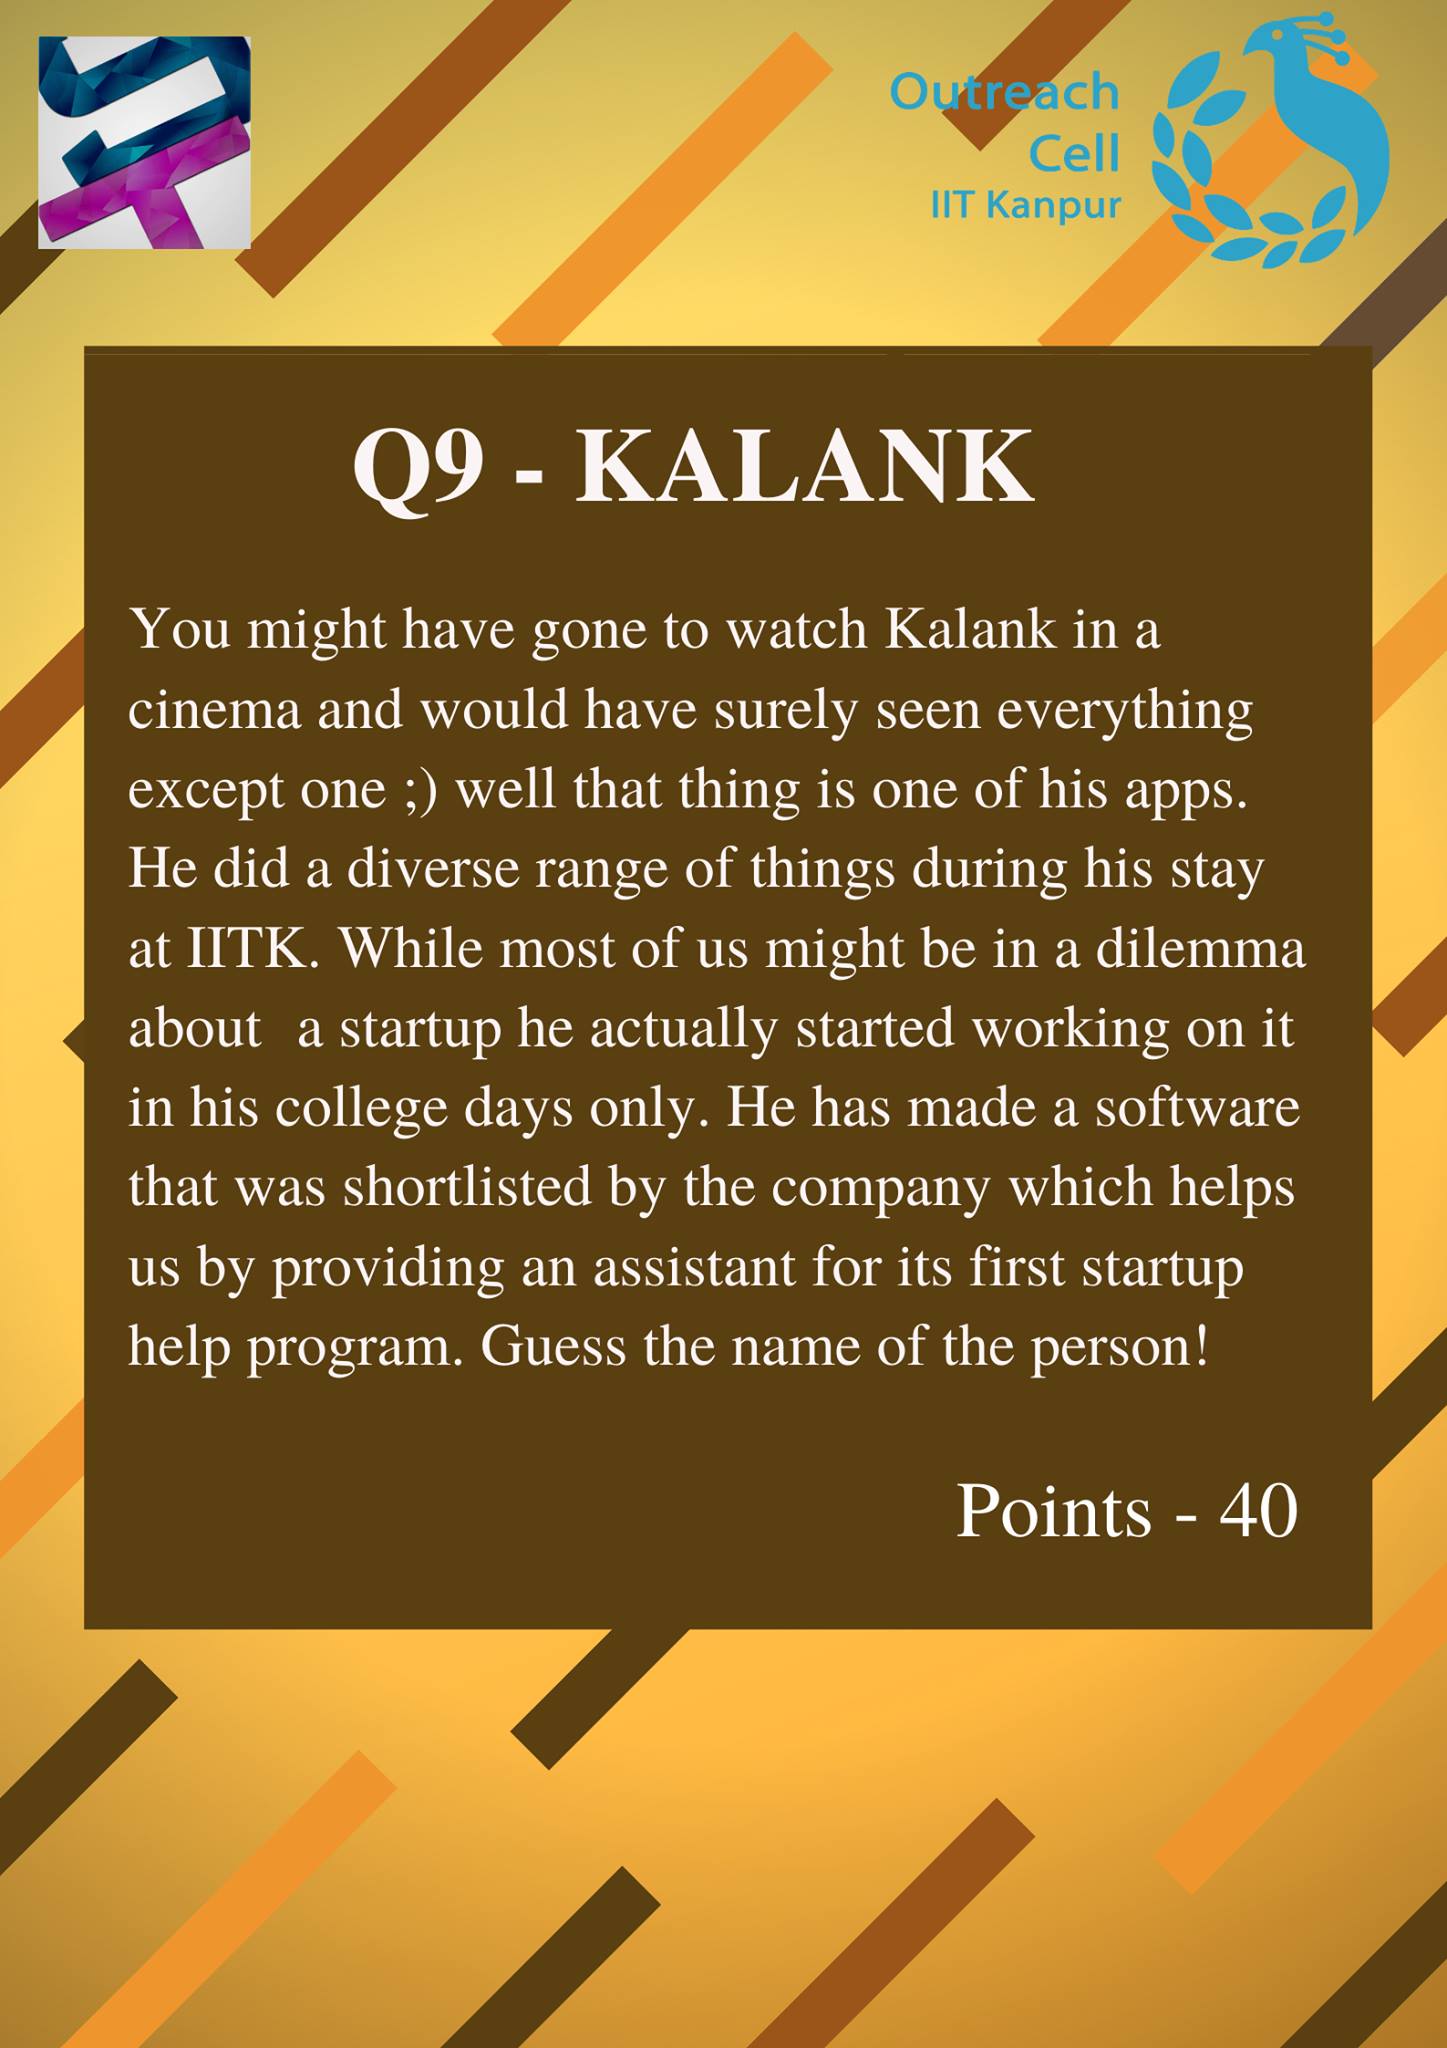 Outreach
Cell
IIT Kanpur
Q9 - KALANK
You might have gone to watch Kalank in a
cinema and would have surely seen everything
except one ;) well that thing is one of his apps.
He did a diverse range of things during his stay
at IITK. While most of us might be in a dilemma
about  a startup he actually started working on it
in his college days only. He has made a software
that was shortlisted by the company which helps
us by providing an assistant for its first startup
help program. Guess the name of the person!
Points - 40